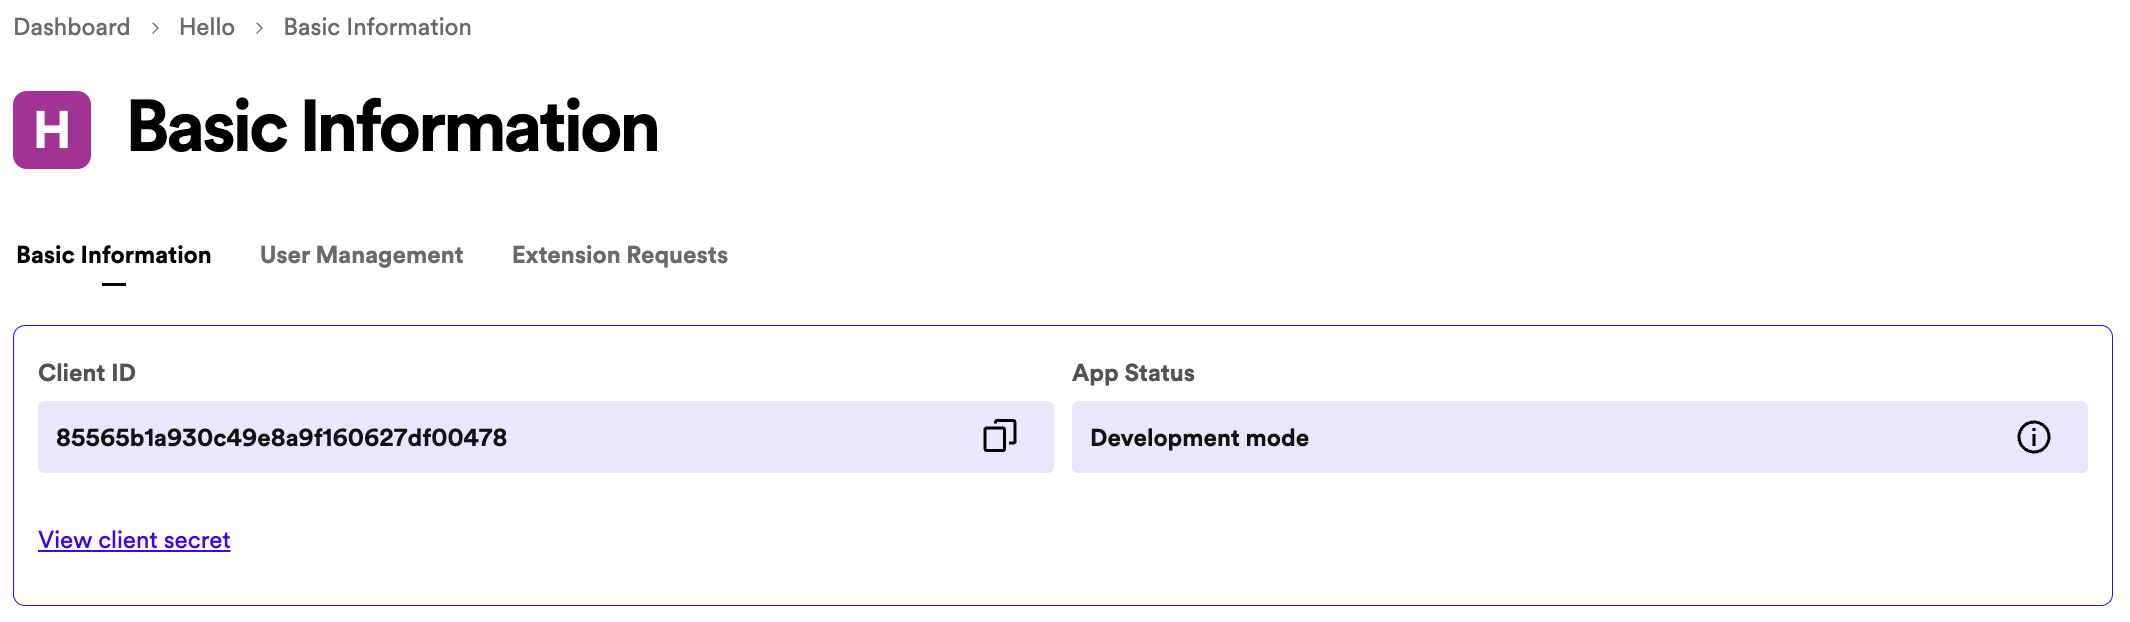 Dashboard > Hello > Basic Information
H Basic Information
Basic Information User Management Extension Requests
Client ID App Status
85565b1a930c49e8a9f160627df00478 Development mode
View client secret